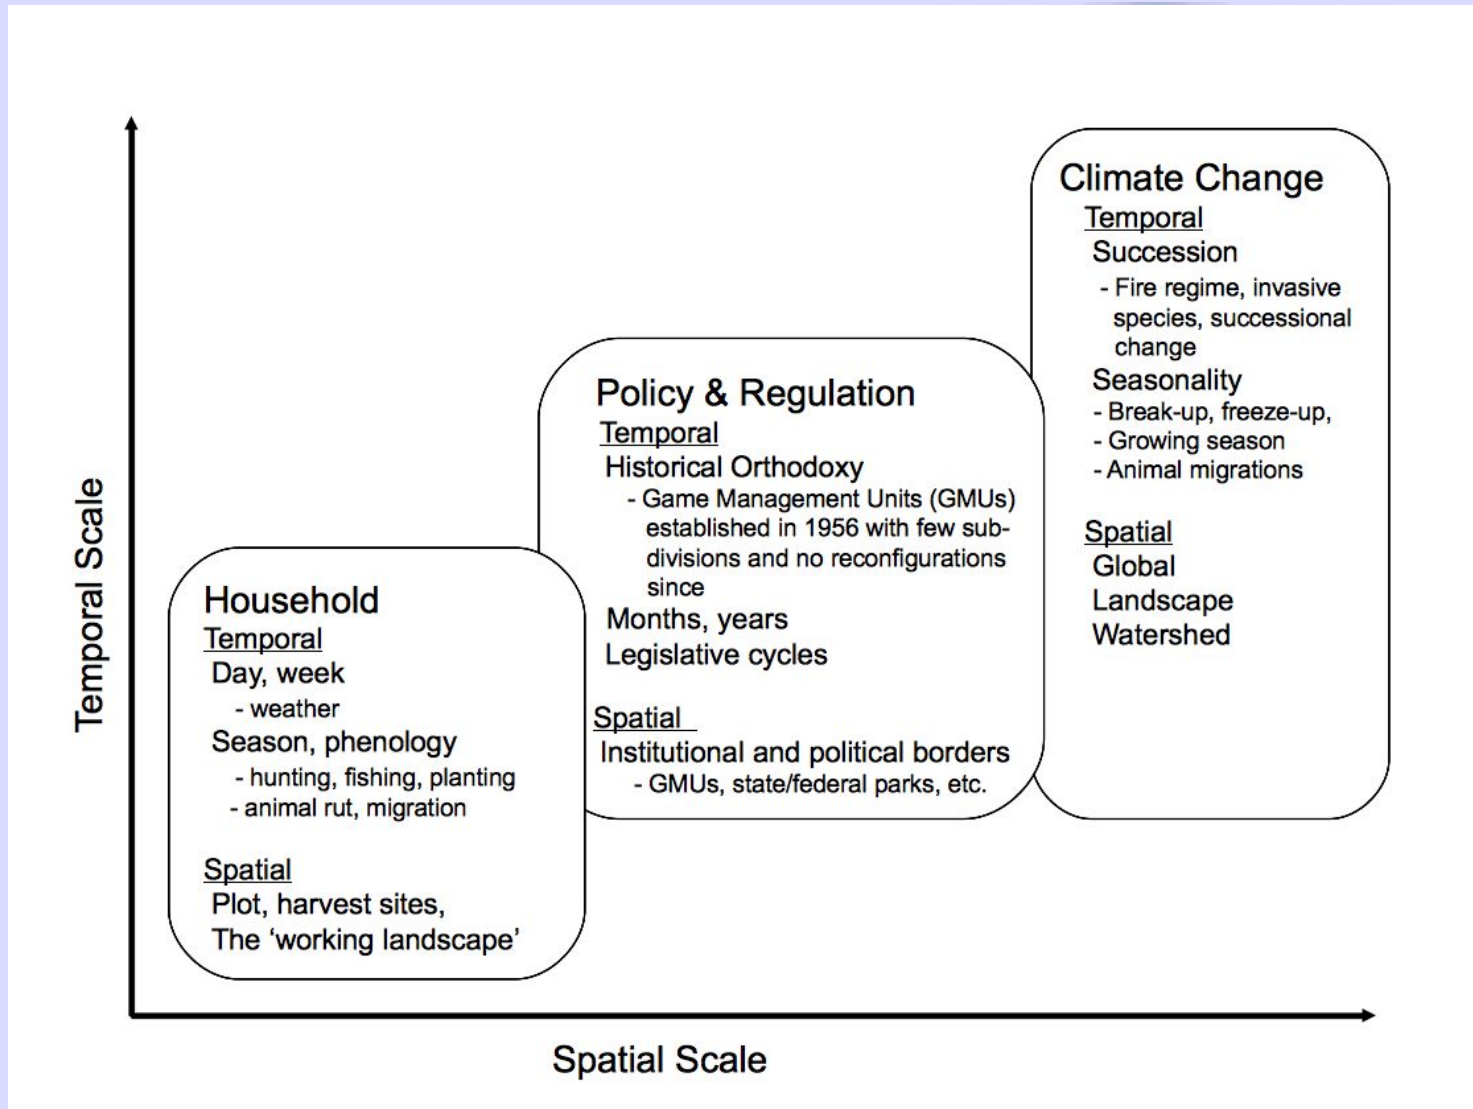 Temporal Scale
Household
Temporal
Day, week
- weather
Season, phenology
- hunting, fishing, planting
- animal rut, migration
Spatial
Plot, harvest sites,
The ‘working landscape’
Policy & Regulation
Temporal
Historical Orthodoxy
- Game Management Units (GMUs)
established in 1956 with few sub-
divisions and no reconfigurations
since
Months, years
Legislative cycles
Spatial
Institutional and political borders
- GMUs, state/federal parks, etc.
Climate Change
Temporal
Succession
- Fire regime, invasive
species, successional
change
Seasonality
- Break-up, freeze-up,
- Growing season
- Animal migrations
Spatial
Global
Landscape
Watershed
Spatial Scale